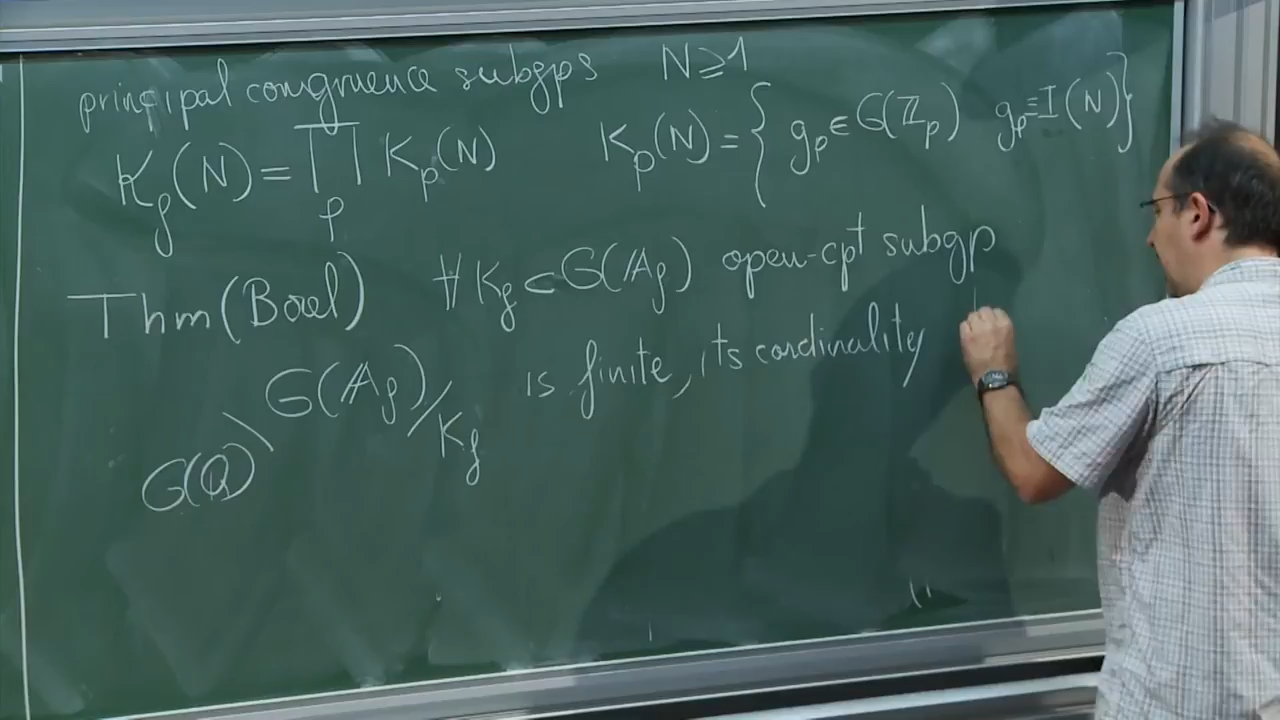 principal congruence subgps N ⩾ 1
K_f(N) = ∏_p K_p(N) K_p(N) = { g_p ∈ G(ℤ_p) g_p ≡ I (N) }
Thm (Borel) ∀ K_f ⊂ G(𝔸_f) open-cpt subgp
G(ℚ)\G(𝔸_f)/K_f is finite, its cardinality